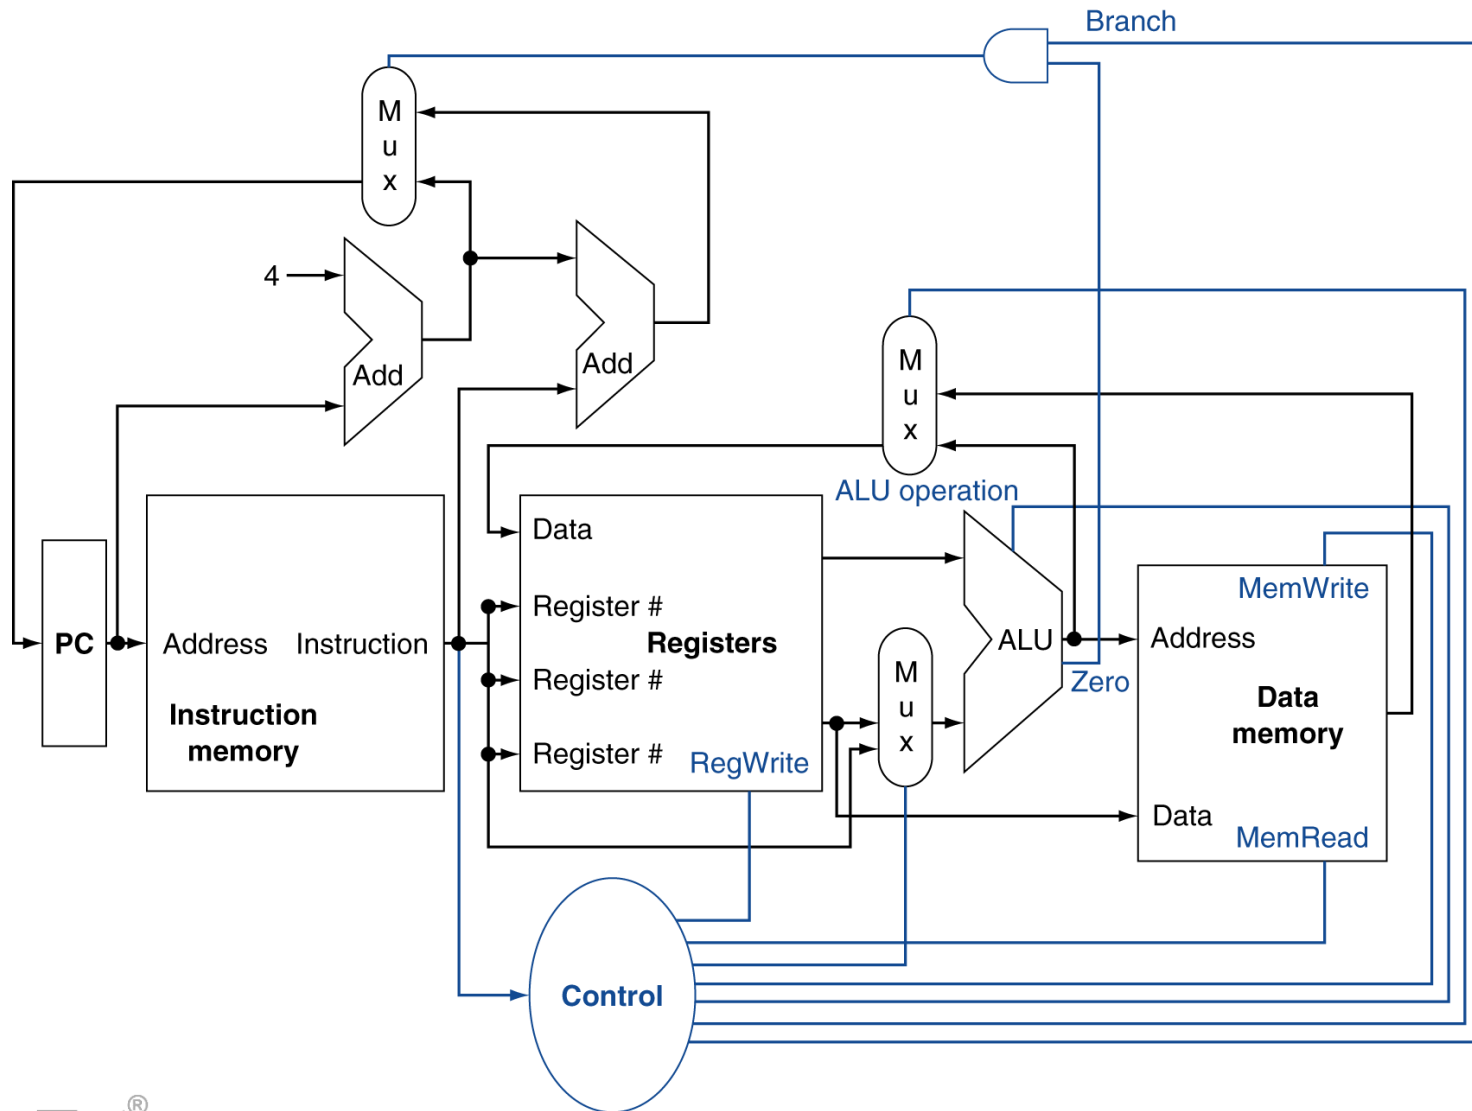 Branch
M
u
x
4
Add
Add
M
u
x
ALU operation
Data
Register #
Registers
Register #
Register #
RegWrite
PC
Address
Instruction
Instruction
memory
M
u
x
ALU
Zero
MemWrite
Address
Data
memory
Data
MemRead
Control
®